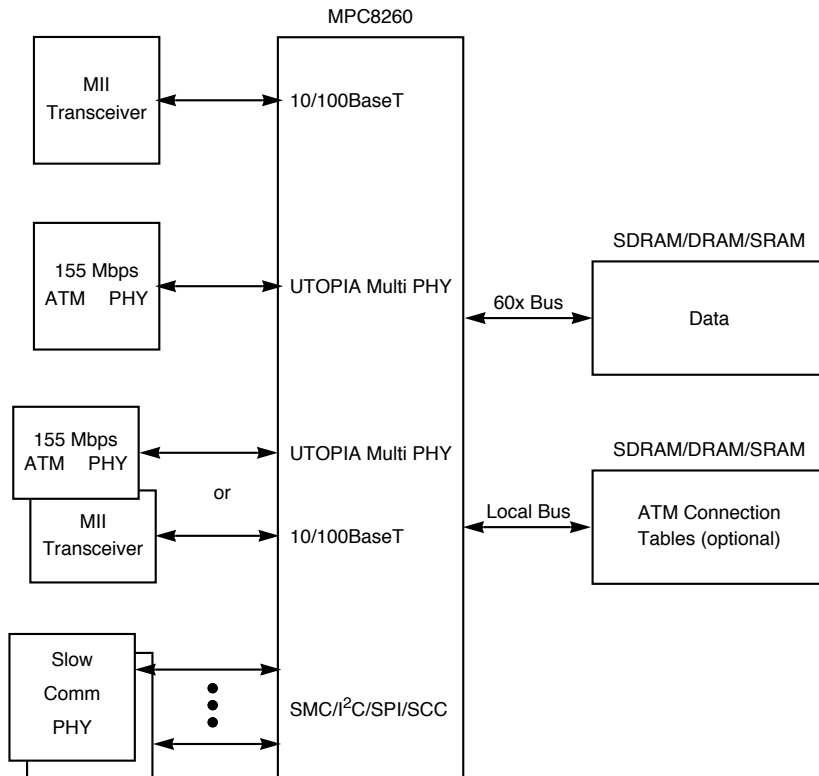 MPC8260
MII
Transceiver
10/100BaseT
155 Mbps
ATM PHY
UTOPIA Multi PHY
SDRAM/DRAM/SRAM
60x Bus
Data
155 Mbps
ATM PHY
UTOPIA Multi PHY
or
MII
Transceiver
10/100BaseT
SDRAM/DRAM/SRAM
Local Bus
ATM Connection
Tables (optional)
Slow
Comm
PHY
SMC/I²C/SPI/SCC